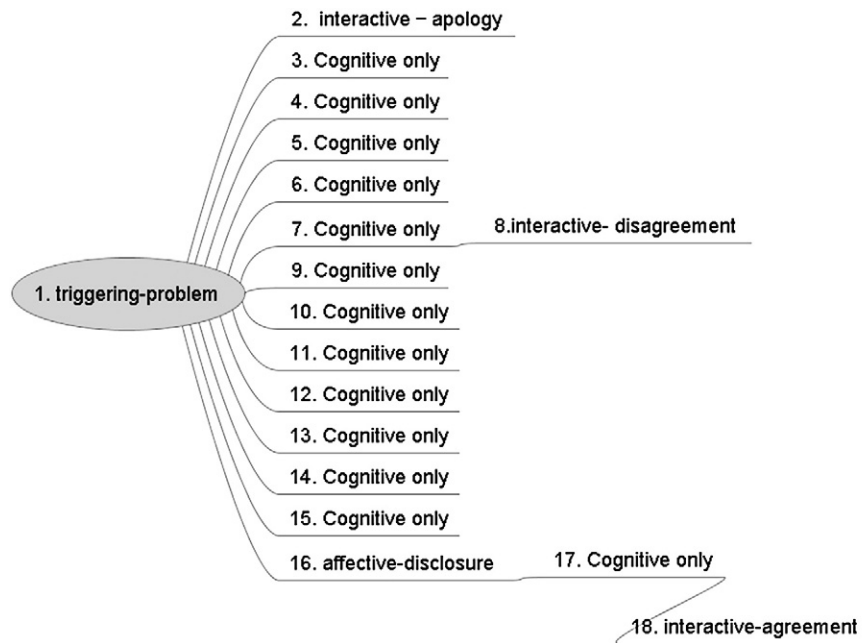 2. interactive – apology
3. Cognitive only
4. Cognitive only
5. Cognitive only
6. Cognitive only
7. Cognitive only
8.interactive- disagreement
1. triggering-problem
9. Cognitive only
10. Cognitive only
11. Cognitive only
12. Cognitive only
13. Cognitive only
14. Cognitive only
15. Cognitive only
16. affective-disclosure
17. Cognitive only
18. interactive-agreement